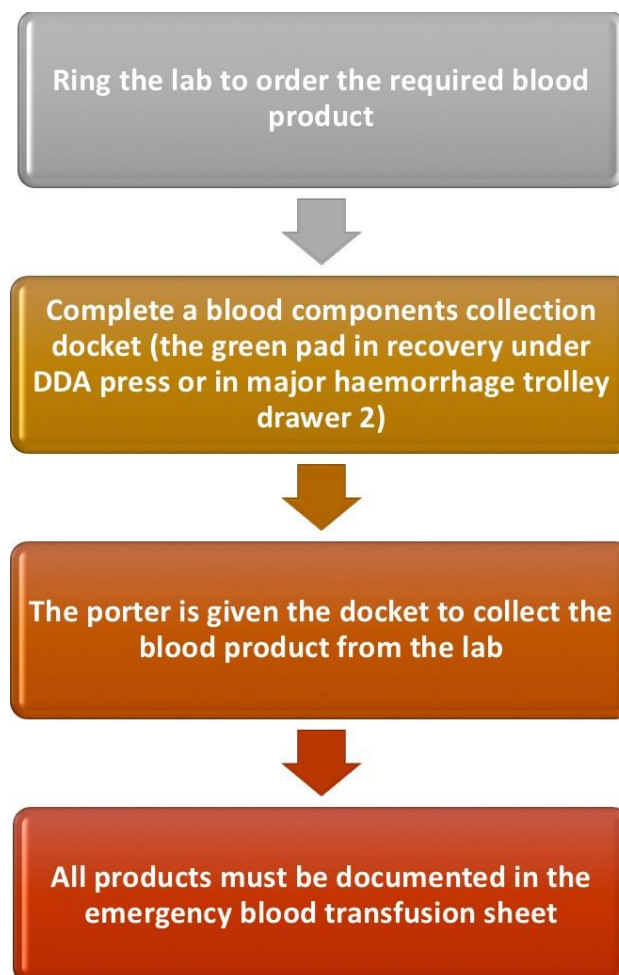 Ring the lab to order the required blood
product
Complete a blood components collection
docket (the green pad in recovery under
DDA press or in major haemorrhage trolley
drawer 2)
The porter is given the docket to collect the
blood product from the lab
All products must be documented in the
emergency blood transfusion sheet